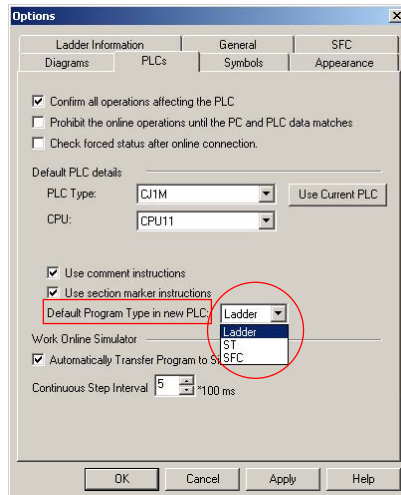 Options
Ladder Information General SFC
Diagrams PLCs Symbols Appearance
Confirm all operations affecting the PLC
Prohibit the online operations until the PC and PLC data matches
Check forced status after online connection.
Default PLC details
PLC Type: CJ1M Use Current PLC
CPU: CPU11
Use comment instructions
Use section marker instructions
Default Program Type in new PLC: Ladder
Ladder
ST
Work Online Simulator
SFC
Automatically Transfer Program to Si
Continuous Step Interval 5 *100 ms
OK Cancel Apply Help